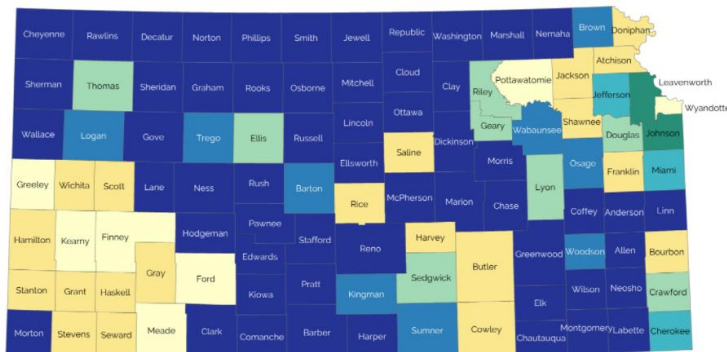 Cheyenne Rawlins Decatur Norton Phillips Smith Jewell Republic Washington Marshall Nemaha Brown Doniphan
Atchison
Sherman Thomas Sheridan Graham Rooks Osborne Mitchell Cloud Clay Riley Pottawatomie Jackson Jefferson Leavenworth
Wyandotte
Ottawa
Wallace Logan Gove Trego Ellis Russell Lincoln Dickinson Geary Wabaunsee Shawnee Douglas Johnson
Saline
Ellsworth Morris Osage Franklin Miami
Greeley Wichita Scott Lane Ness Rush Barton Rice McPherson Marion Chase Lyon
Coffey Anderson Linn
Pawnee
Hamilton Kearny Finney Hodgeman Stafford Reno Harvey
Edwards Butler Greenwood Woodson Allen Bourbon
Gray Ford Sedgwick
Stanton Grant Haskell Kiowa Pratt Kingman Elk Wilson Neosho Crawford
Morton Stevens Seward Meade Clark Comanche Barber Harper Sumner Cowley Chautauqua Montgomery Labette Cherokee